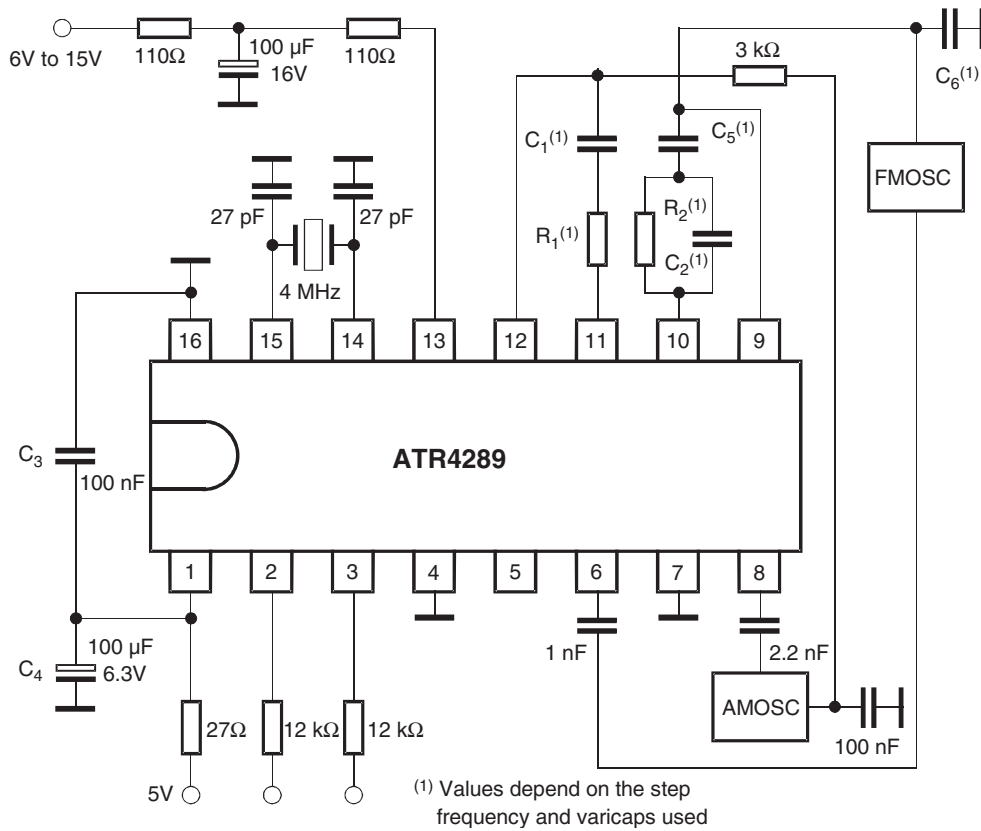 6V to 15V
110Ω
100 µF
16V
110Ω
3 kΩ
C6(1)
C1(1)
C5(1)
FMOSC
27 pF
27 pF
R1(1)
R2(1)
C2(1)
4 MHz
16
15
14
13
12
11
10
9
C3
100 nF
ATR4289
1
2
3
4
5
6
7
8
C4
100 µF
6.3V
1 nF
2.2 nF
AMOSC
27Ω
12 kΩ
12 kΩ
100 nF
5V
(1) Values depend on the step
frequency and varicaps used